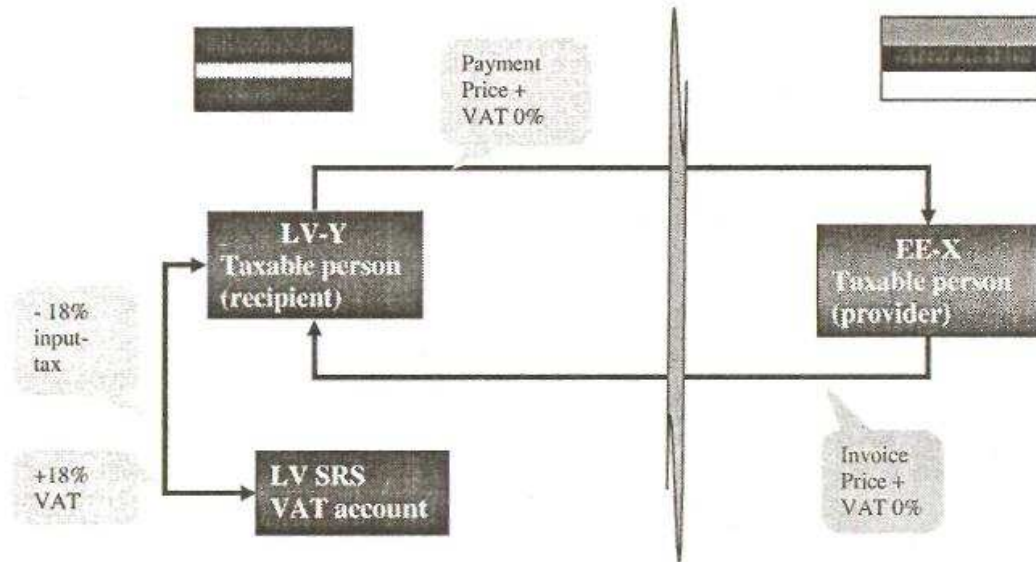 Payment
Price +
VAT 0%
LV-Y
Taxable person
(recipient)
EE-X
Taxable person
(provider)
- 18%
input-
tax
+18%
VAT
LV SRS
VAT account
Invoice
Price +
VAT 0%